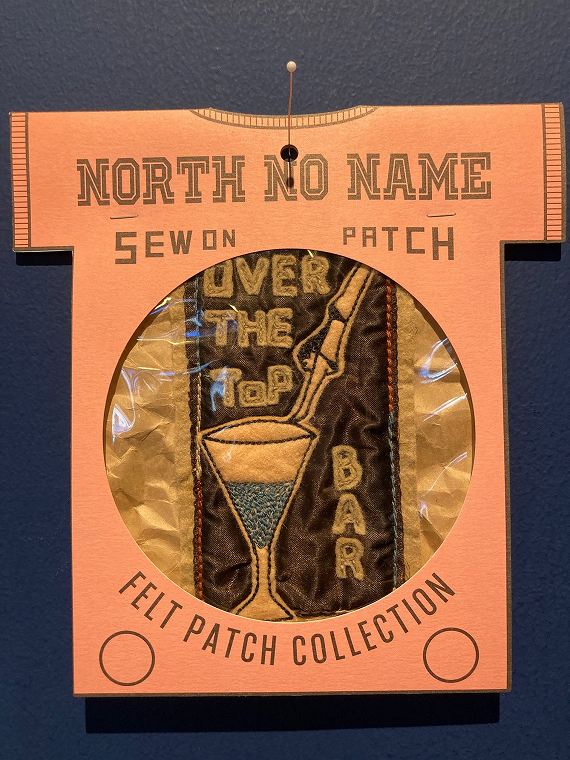 NORTH NO NAME
SEW ON PATCH
OVER
THE
ToP
BAR
FELT PATCH COLLECTION